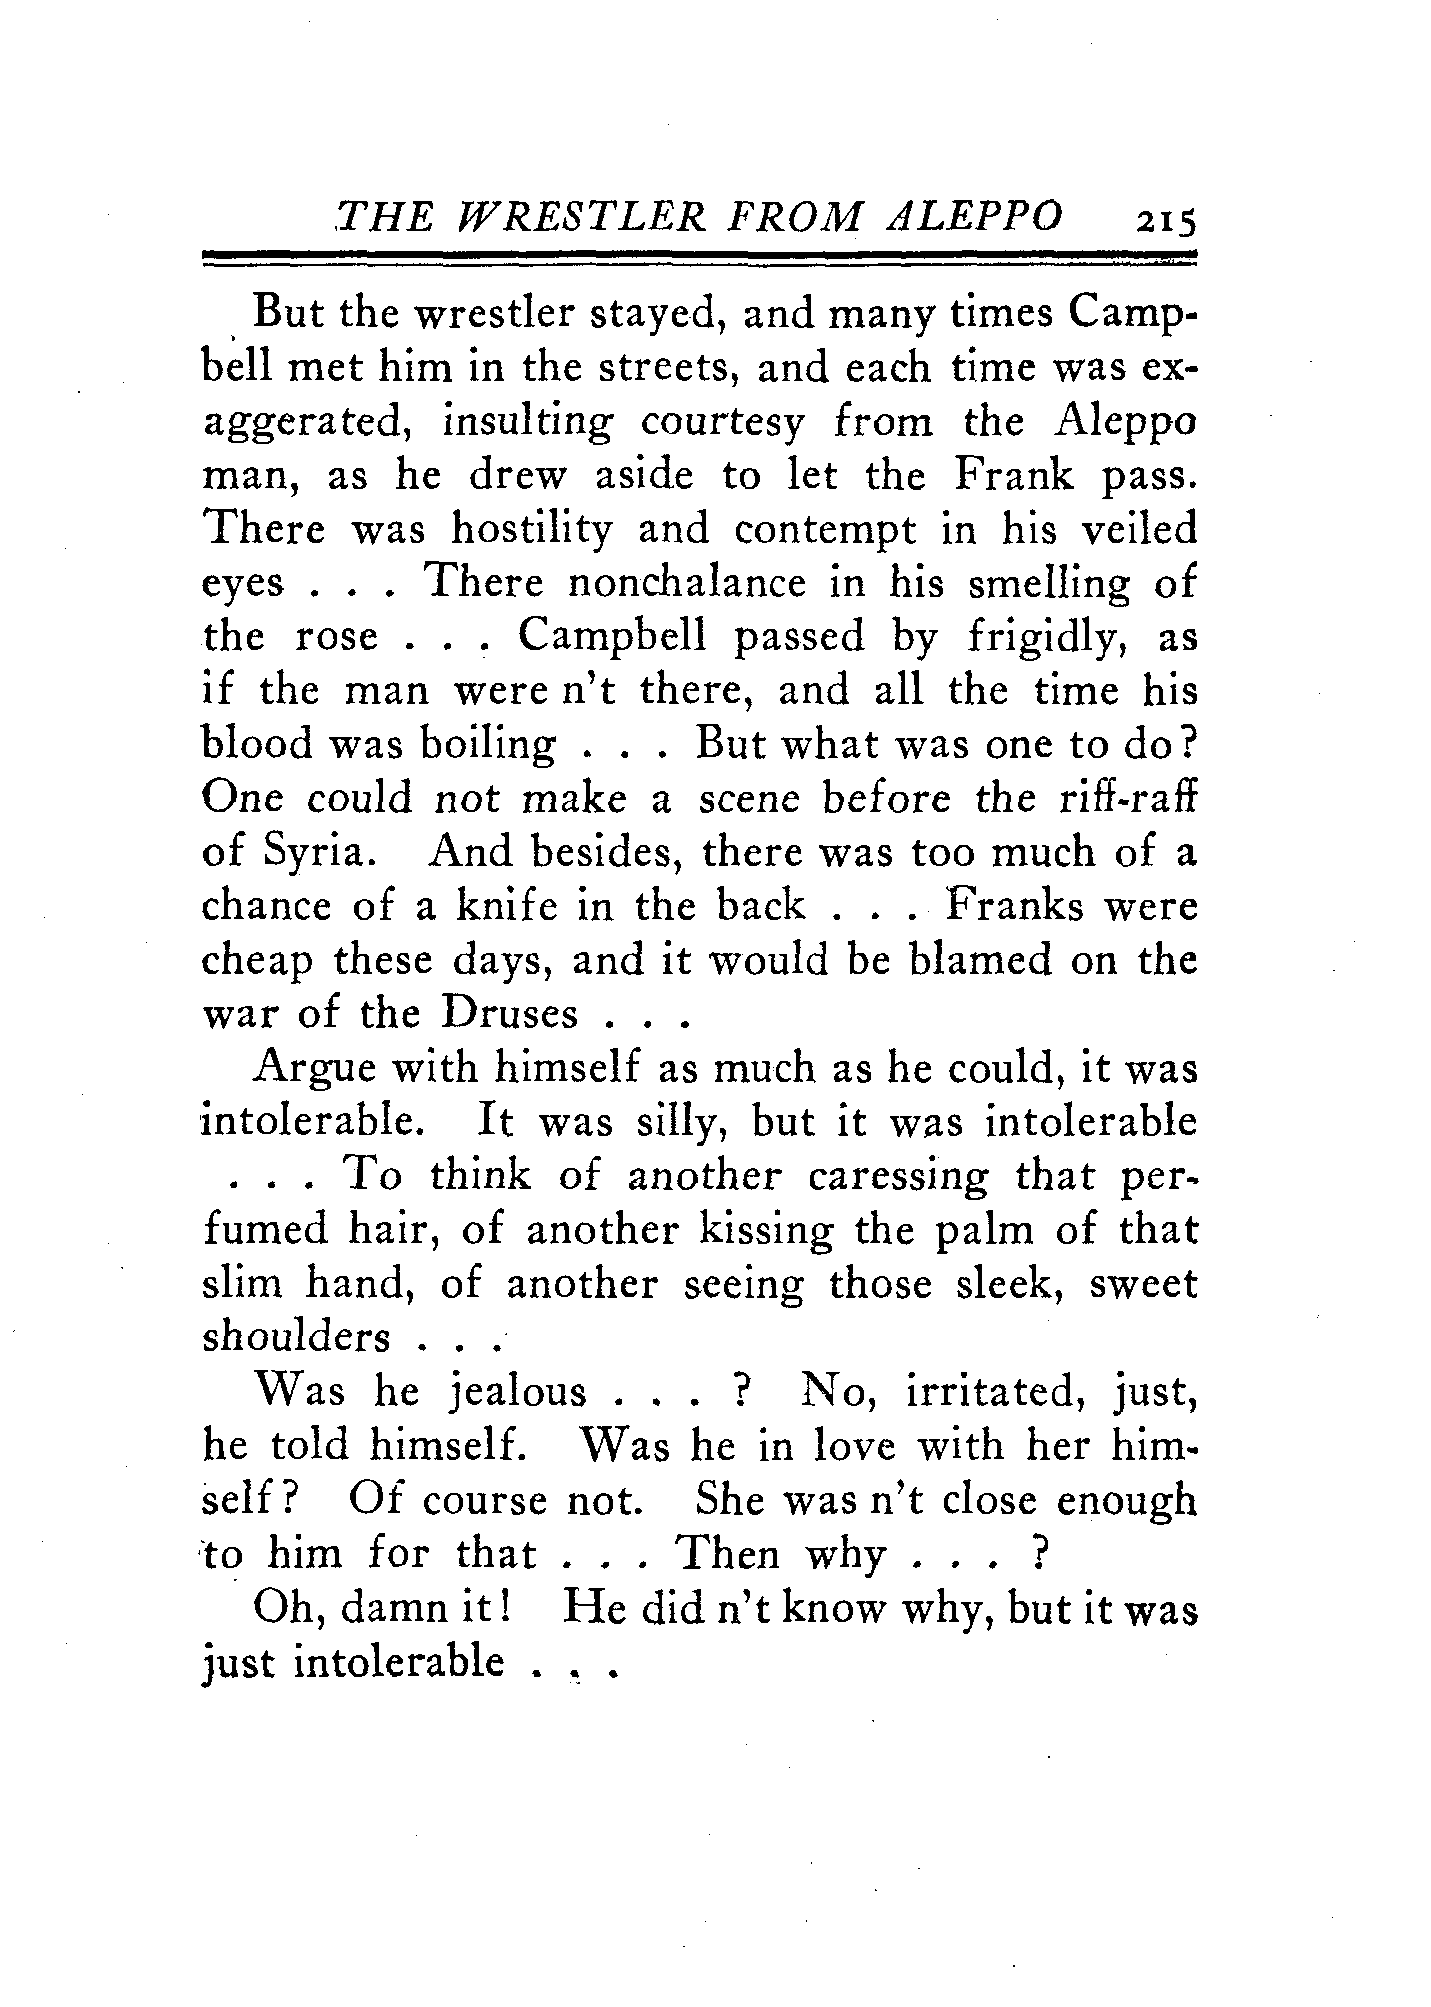 THE WRESTLER FROM ALEPPO 215
But the wrestler stayed, and many times Camp-
bell met him in the streets, and each time was ex-
aggerated, insulting courtesy from the Aleppo
man, as he drew aside to let the Frank pass.
There was hostility and contempt in his veiled
eyes . . . There nonchalance in his smelling of
the rose . . . Campbell passed by frigidly, as
if the man were n't there, and all the time his
blood was boiling . . . But what was one to do?
One could not make a scene before the riff-raff
of Syria. And besides, there was too much of a
chance of a knife in the back . . . Franks were
cheap these days, and it would be blamed on the
war of the Druses . . .
Argue with himself as much as he could, it was
intolerable. It was silly, but it was intolerable
. . . To think of another caressing that per-
fumed hair, of another kissing the palm of that
slim hand, of another seeing those sleek, sweet
shoulders . . .
Was he jealous . . . ? No, irritated, just,
he told himself. Was he in love with her him-
self? Of course not. She was n't close enough
to him for that . . . Then why . . . ?
Oh, damn it! He did n't know why, but it was
just intolerable . . .